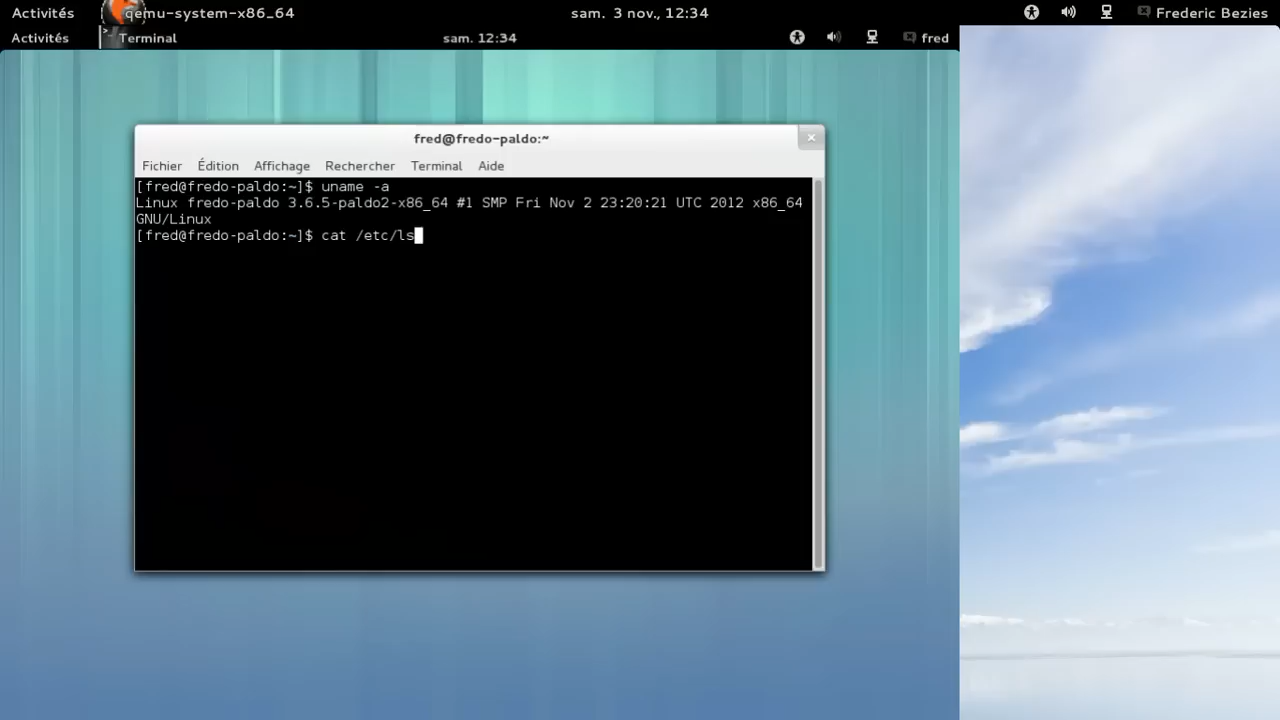 Activités qemu-system-x86_64 sam. 3 nov., 12:34 Frederic Bezies
Activités Terminal sam. 12:34 fred
fred@fredo-paldo:~
Fichier Édition Affichage Rechercher Terminal Aide
[fred@fredo-paldo:~]$ uname -a
Linux fredo-paldo 3.6.5-paldo2-x86_64 #1 SMP Fri Nov 2 23:20:21 UTC 2012 x86_64
GNU/Linux
[fred@fredo-paldo:~]$ cat /etc/ls